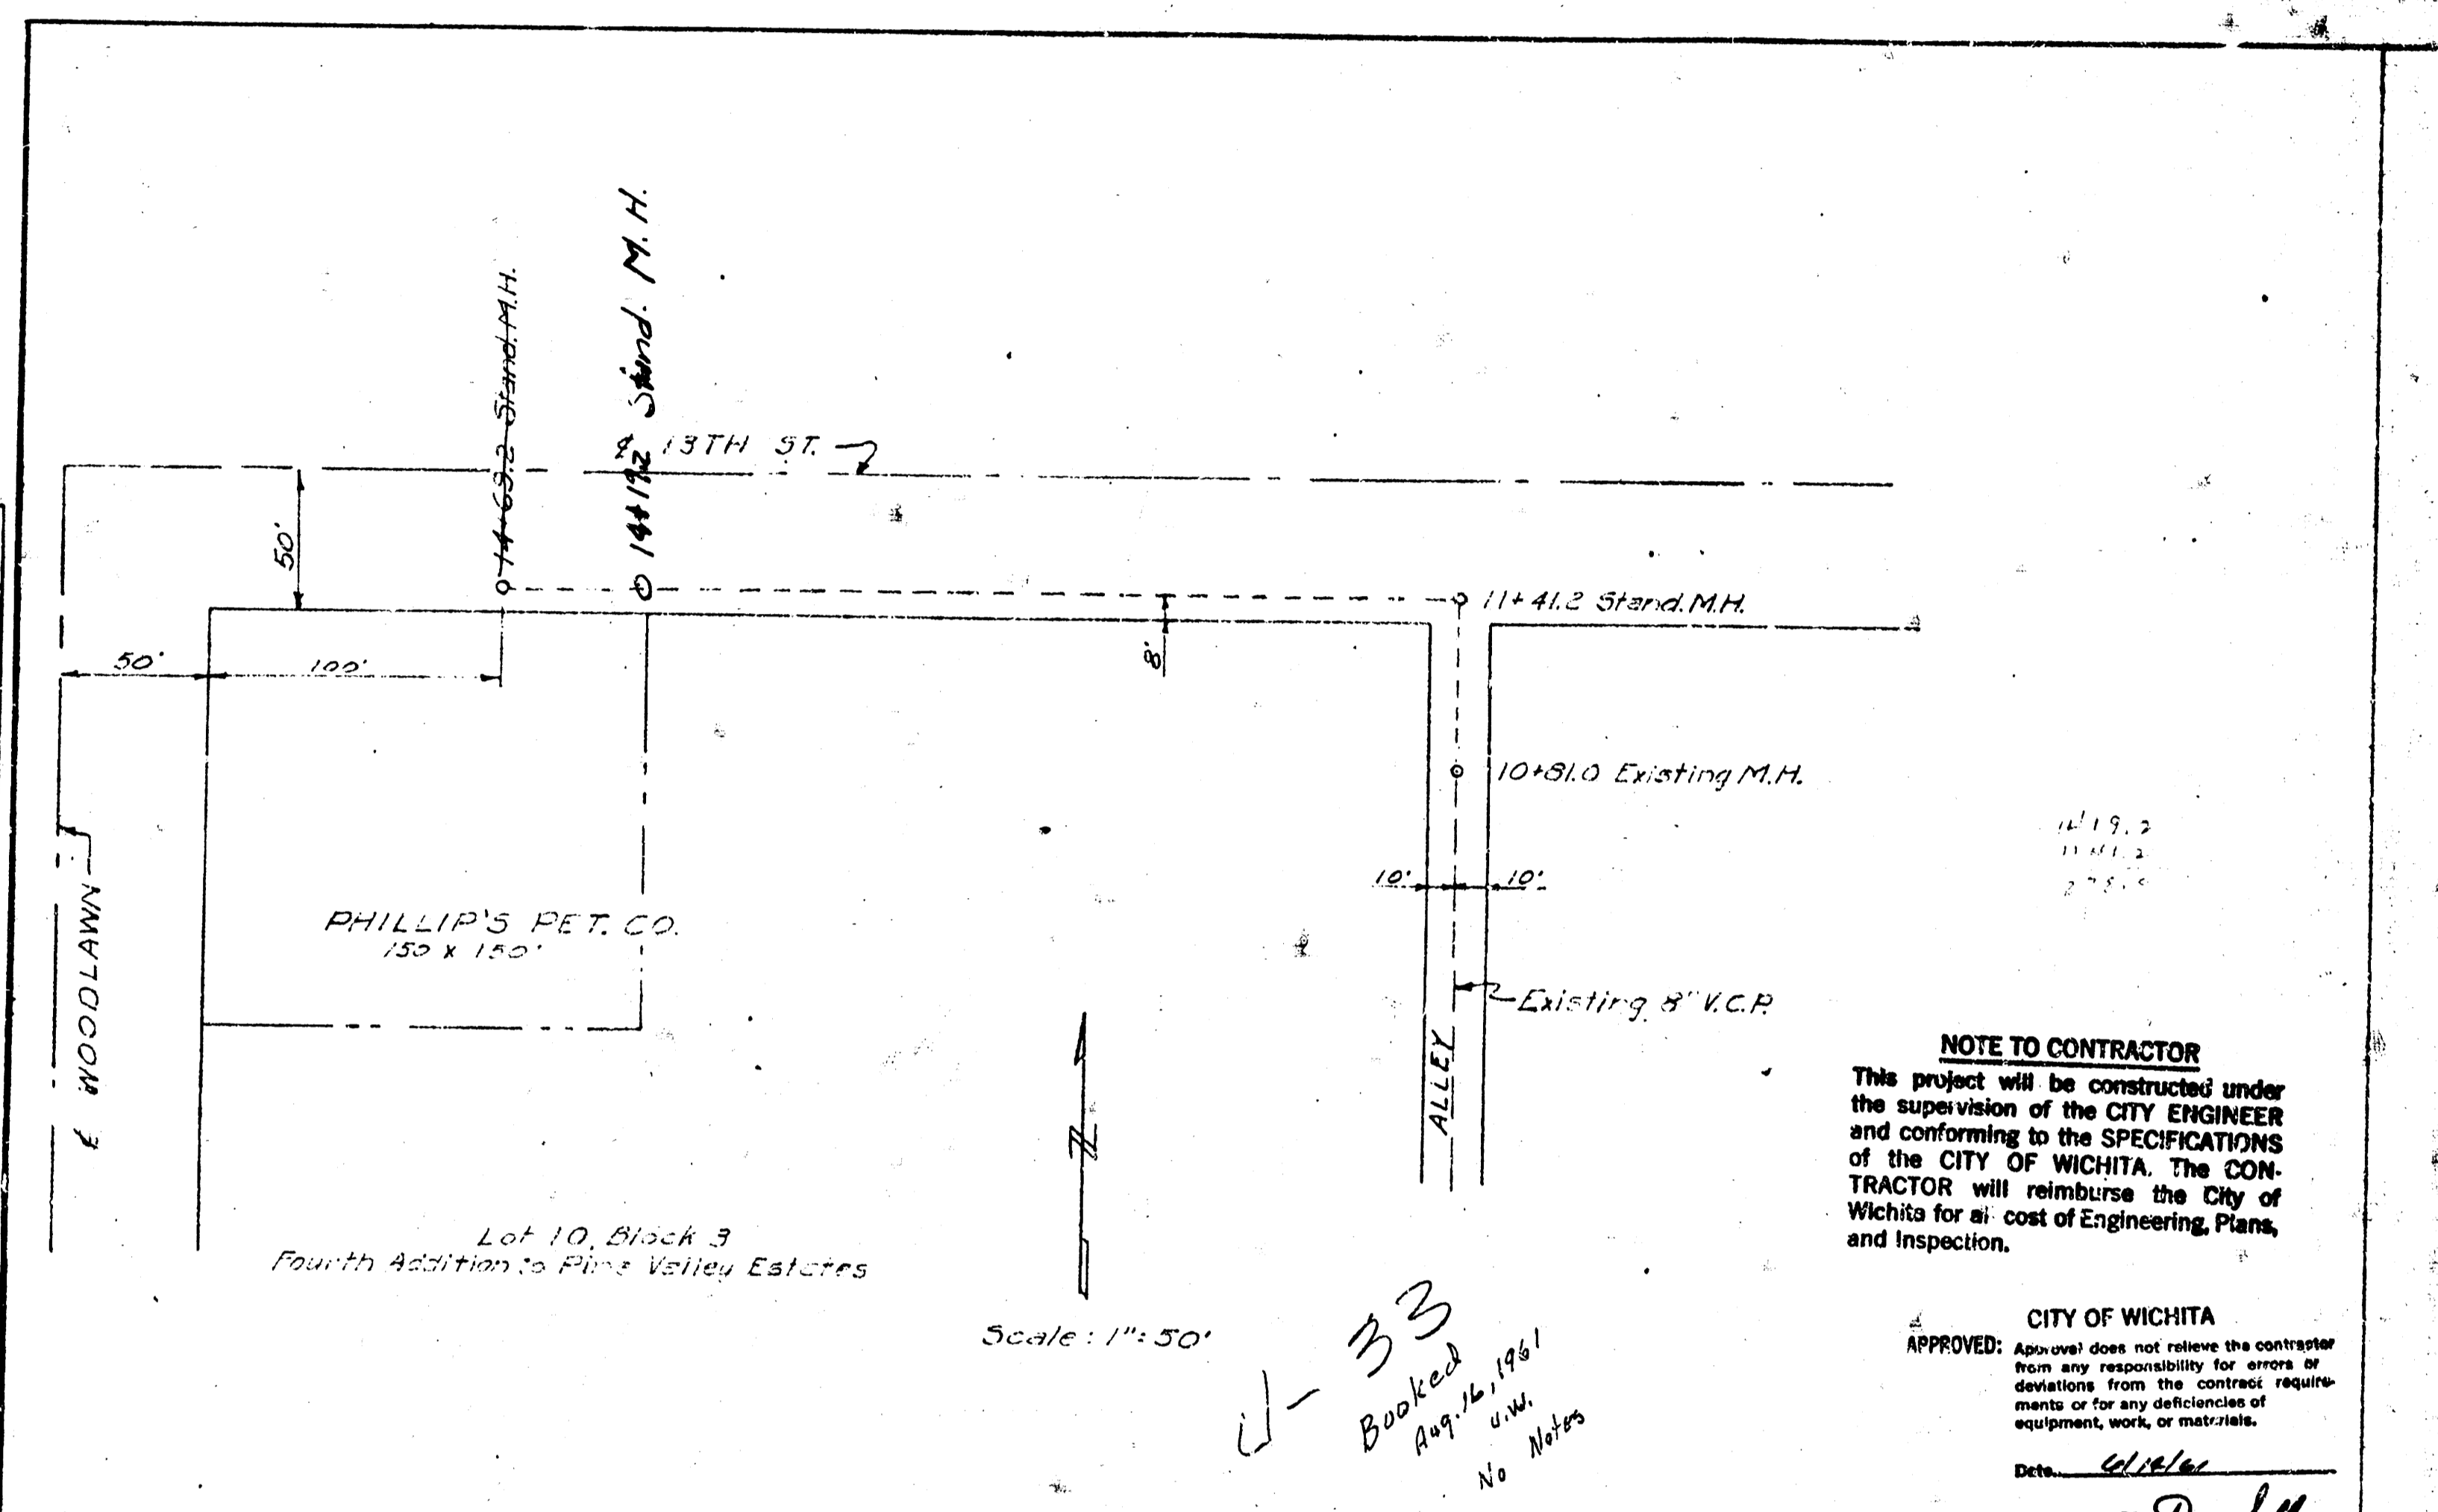 14+69.2 Stand. M.H.
14+19.2 Stand. M.H.
℄ 13TH ST.
50'
11+41.2 Stand. M.H.
8'
50'
100'
10+81.0 Existing M.H.
14 19.2
11 41.2
10' 10'
PHILLIP'S PET. CO.
150 x 150'
℄ WOODLAWN
Existing 8" V.C.P.
ALLEY
N
Lot 10, Block 3
Fourth Addition to Pine Valley Estates
Scale: 1": 50'
NOTE TO CONTRACTOR
This project will be constructed under
the supervision of the CITY ENGINEER
and conforming to the SPECIFICATIONS
of the CITY OF WICHITA. The CON-
TRACTOR will reimburse the City of
Wichita for all cost of Engineering, Plans,
and Inspection.
U-33
Booked
Aug. 16, 1961
U.W.
No Notes
CITY OF WICHITA
APPROVED: Approval does not relieve the contractor
from any responsibility for errors or
deviations from the contract require-
ments or for any deficiencies of
equipment, work, or materials.
Date